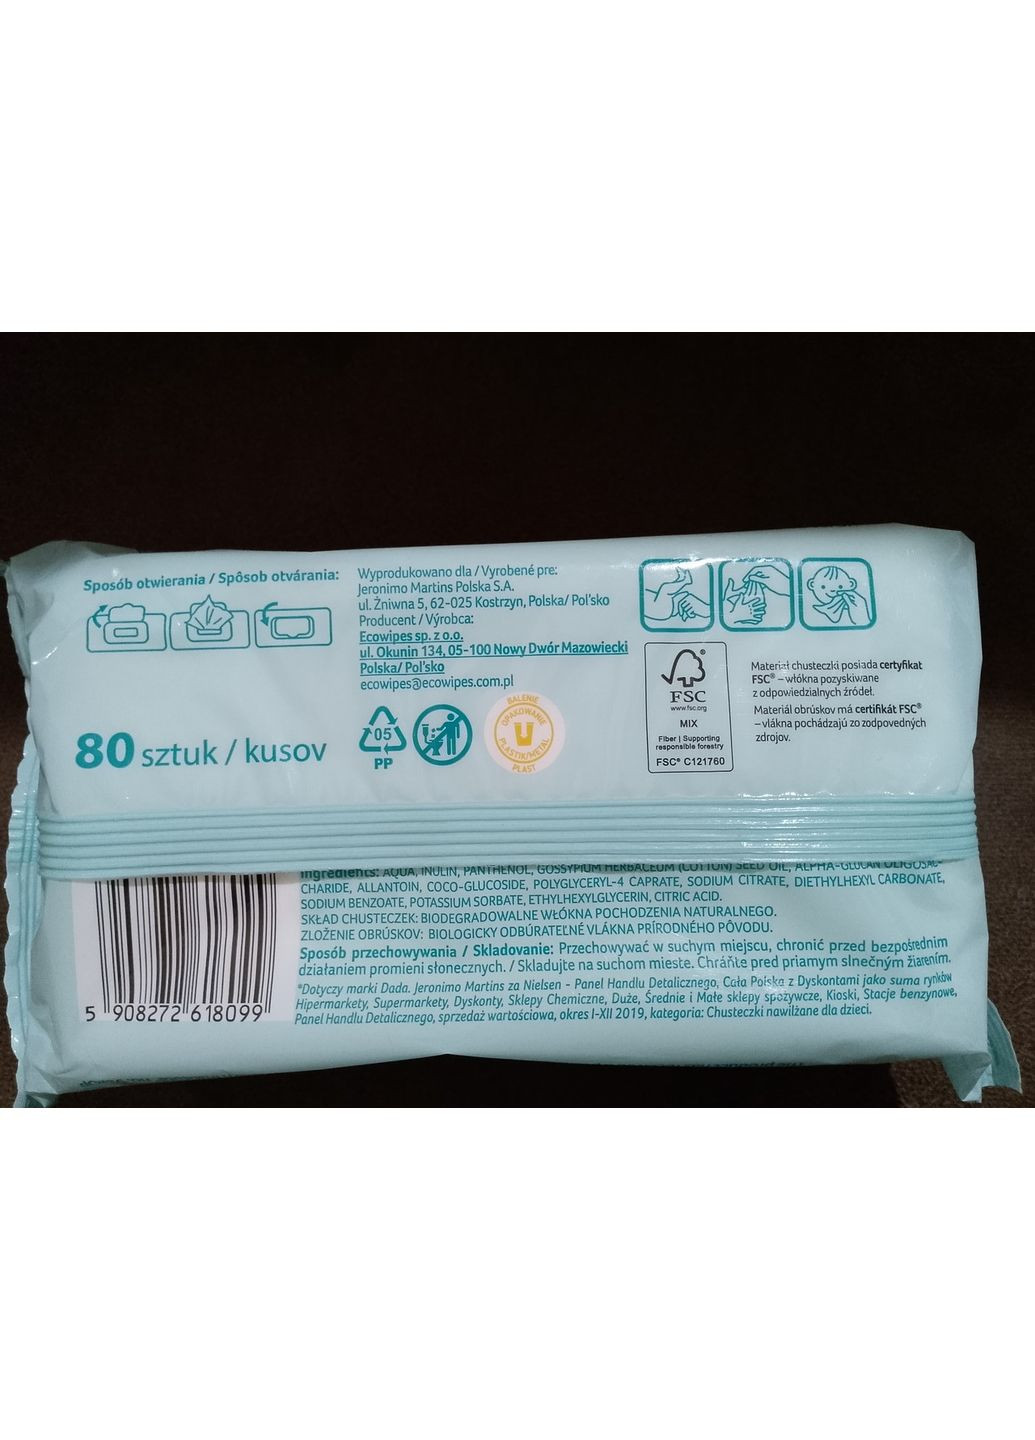 Sposób otwierania / Spôsob otvárania:
Wyprodukowano dla / Vyrobené pre:
Jeronimo Martins Polska S.A.
ul. Żniwna 5, 62-025 Kostrzyn, Polska/ Poľsko
Producent / Výrobca:
Ecowipes sp. z o.o.
ul. Okunin 134, 05-100 Nowy Dwór Mazowiecki
Polska/ Poľsko
ecowipes@ecowipes.com.pl
80 sztuk / kusov
05
PP
BALENIE
OPAKOWANIE
PLASTIK/METAL
PLAST
FSC®
www.fsc.org
MIX
Fiber | Supporting
responsible forestry
FSC® C121760
Materiał chusteczki posiada certyfikat
FSC® – włókna pozyskiwane
z odpowiedzialnych źródeł.
Materiál obrúskov má certifikát FSC®
– vlákna pochádzajú zo zodpovedných
zdrojov.
Ingredients: AQUA, INULIN, PANTHENOL, GOSSYPIUM HERBACEUM (COTTON) SEED OIL, ALPHA-GLUCAN OLIGOSAC-
CHARIDE, ALLANTOIN, COCO-GLUCOSIDE, POLYGLYCERYL-4 CAPRATE, SODIUM CITRATE, DIETHYLHEXYL CARBONATE,
SODIUM BENZOATE, POTASSIUM SORBATE, ETHYLHEXYLGLYCERIN, CITRIC ACID.
SKŁAD CHUSTECZEK: BIODEGRADOWALNE WŁÓKNA POCHODZENIA NATURALNEGO.
ZLOŽENIE OBRÚSKOV: BIOLOGICKY ODBÚRATEĽNÉ VLÁKNA PRÍRODNÉHO PÔVODU.
Sposób przechowywania / Skladovanie: Przechowywać w suchym miejscu, chronić przed bezpośrednim
działaniem promieni słonecznych. / Skladujte na suchom mieste. Chráňte pred priamym slnečným žiarením.
*Dotyczy marki Dada. Jeronimo Martins za Nielsen - Panel Handlu Detalicznego, Cała Polska z Dyskontami jako suma rynków
Hipermarkety, Supermarkety, Dyskonty, Sklepy Chemiczne, Duże, Średnie i Małe sklepy spożywcze, Kioski, Stacje benzynowe,
Panel Handlu Detalicznego, sprzedaż wartościowa, okres I-XII 2019, kategoria: Chusteczki nawilżane dla dzieci.
5 908272 618099